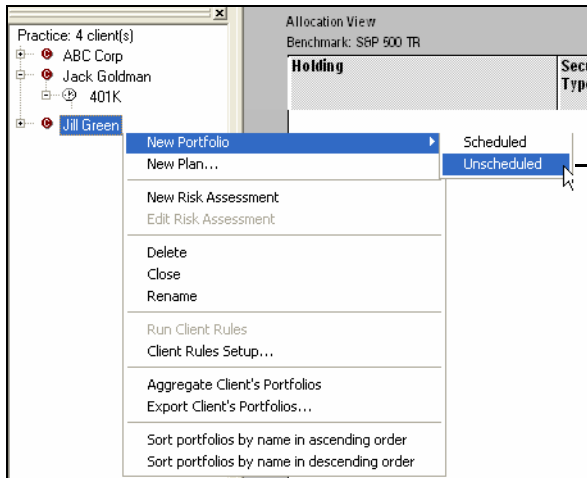 Practice: 4 client(s)
ABC Corp
Jack Goldman
401K
Jill Green
Allocation View
Benchmark: S&P 500 TR
Holding
Secu
Type
New Portfolio
New Plan...
New Risk Assessment
Edit Risk Assessment
Delete
Close
Rename
Run Client Rules
Client Rules Setup...
Aggregate Client's Portfolios
Export Client's Portfolios...
Sort portfolios by name in ascending order
Sort portfolios by name in descending order
Scheduled
Unscheduled